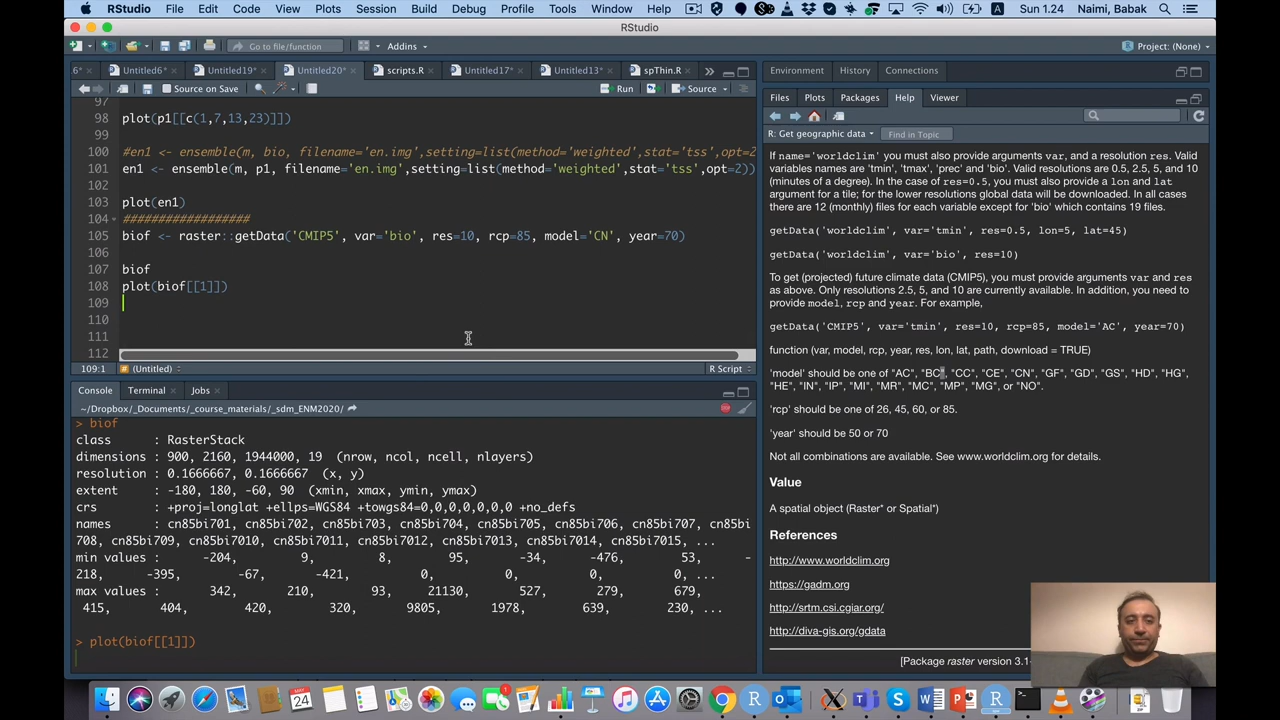 RStudio File Edit Code View Plots Session Build Debug Profile Tools Window Help Sun 1.24 Naimi, Babak
RStudio
Go to file/function Addins Project: (None)
6* Untitled6* Untitled19* Untitled20* scripts.R Untitled17* Untitled13* spThin.R
Source on Save Run Source
97
98 plot(p1[[c(1,7,13,23)]])
99
100 #en1 <- ensemble(m, bio, filename='en.img',setting=list(method='weighted',stat='tss',opt=2
101 en1 <- ensemble(m, p1, filename='en.img',setting=list(method='weighted',stat='tss',opt=2))
102
103 plot(en1)
104 ##################
105 biof <- raster::getData('CMIP5', var='bio', res=10, rcp=85, model='CN', year=70)
106
107 biof
108 plot(biof[[1]])
109
110
111
112
109:1 (Untitled) R Script
Console Terminal Jobs
~/Dropbox/_Documents/_course_materials/_sdm_ENM2020/
> biof
class : RasterStack
dimensions : 900, 2160, 1944000, 19 (nrow, ncol, ncell, nlayers)
resolution : 0.1666667, 0.1666667 (x, y)
extent : -180, 180, -60, 90 (xmin, xmax, ymin, ymax)
crs : +proj=longlat +ellps=WGS84 +towgs84=0,0,0,0,0,0,0 +no_defs
names : cn85bi701, cn85bi702, cn85bi703, cn85bi704, cn85bi705, cn85bi706, cn85bi707, cn85bi
708, cn85bi709, cn85bi7010, cn85bi7011, cn85bi7012, cn85bi7013, cn85bi7014, cn85bi7015, ...
min values : -204, 9, 8, 95, -34, -476, 53, -
218, -395, -67, -421, 0, 0, 0, 0, ...
max values : 342, 210, 93, 21130, 527, 279, 679,
415, 404, 420, 320, 9805, 1978, 639, 230, ...
> plot(biof[[1]])
Environment History Connections
Files Plots Packages Help Viewer
R: Get geographic data Find in Topic
If name='worldclim' you must also provide arguments var, and a resolution res. Valid
variables names are 'tmin', 'tmax', 'prec' and 'bio'. Valid resolutions are 0.5, 2.5, 5, and 10
(minutes of a degree). In the case of res=0.5, you must also provide a lon and lat
argument for a tile; for the lower resolutions global data will be downloaded. In all cases
there are 12 (monthly) files for each variable except for 'bio' which contains 19 files.
getData('worldclim', var='tmin', res=0.5, lon=5, lat=45)
getData('worldclim', var='bio', res=10)
To get (projected) future climate data (CMIP5), you must provide arguments var and res
as above. Only resolutions 2.5, 5, and 10 are currently available. In addition, you need to
provide model, rcp and year. For example,
getData('CMIP5', var='tmin', res=10, rcp=85, model='AC', year=70)
function (var, model, rcp, year, res, lon, lat, path, download = TRUE)
'model' should be one of "AC", "BC", "CC", "CE", "CN", "GF", "GD", "GS", "HD", "HG",
"HE", "IN", "IP", "MI", "MR", "MC", "MP", "MG", or "NO".
'rcp' should be one of 26, 45, 60, or 85.
'year' should be 50 or 70
Not all combinations are available. See www.worldclim.org for details.
Value
A spatial object (Raster* or Spatial*)
References
http://www.worldclim.org
https://gadm.org
http://srtm.csi.cgiar.org/
http://diva-gis.org/gdata
[Package raster version 3.1-